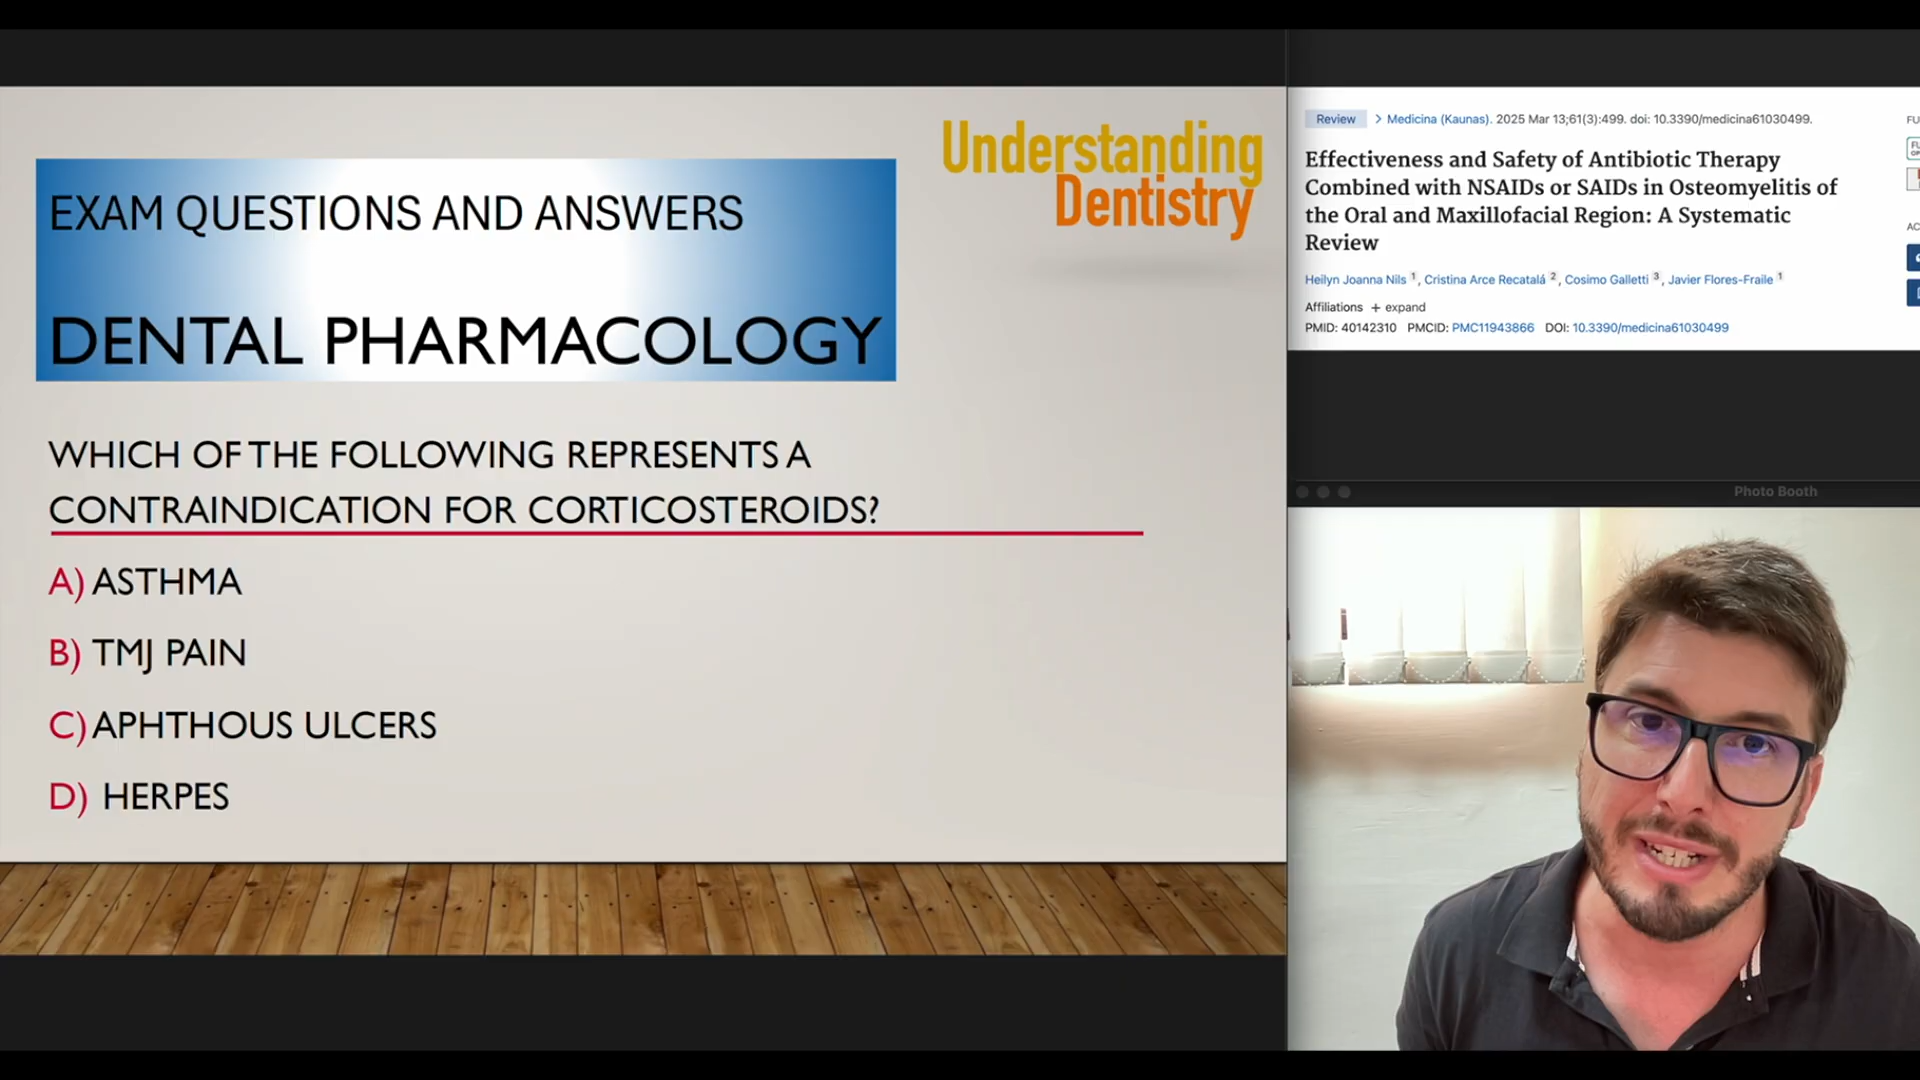 Understanding
Dentistry
EXAM QUESTIONS AND ANSWERS
DENTAL PHARMACOLOGY
WHICH OF THE FOLLOWING REPRESENTS A
CONTRAINDICATION FOR CORTICOSTEROIDS?
A) ASTHMA
B) TMJ PAIN
C) APHTHOUS ULCERS
D) HERPES
Review > Medicina (Kaunas). 2025 Mar 13;61(3):499. doi: 10.3390/medicina61030499.
Effectiveness and Safety of Antibiotic Therapy
Combined with NSAIDs or SAIDs in Osteomyelitis of
the Oral and Maxillofacial Region: A Systematic
Review
Heilyn Joanna Nils 1, Cristina Arce Recatalá 2, Cosimo Galletti 3, Javier Flores-Fraile 1
Affiliations + expand
PMID: 40142310 PMCID: PMC11943866 DOI: 10.3390/medicina61030499
FU
AC
Photo Booth